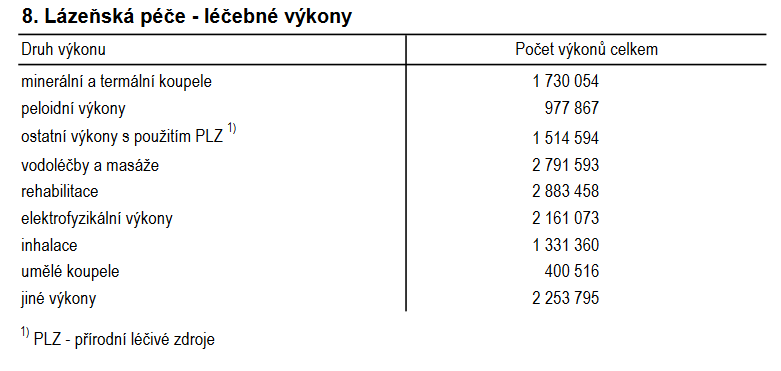 8. Lázeňská péče - léčebné výkony
Druh výkonu Počet výkonů celkem
minerální a termální koupele 1 730 054
peloidní výkony 977 867
ostatní výkony s použitím PLZ 1) 1 514 594
vodoléčby a masáže 2 791 593
rehabilitace 2 883 458
elektrofyzikální výkony 2 161 073
inhalace 1 331 360
umělé koupele 400 516
jiné výkony 2 253 795
1) PLZ - přírodní léčivé zdroje